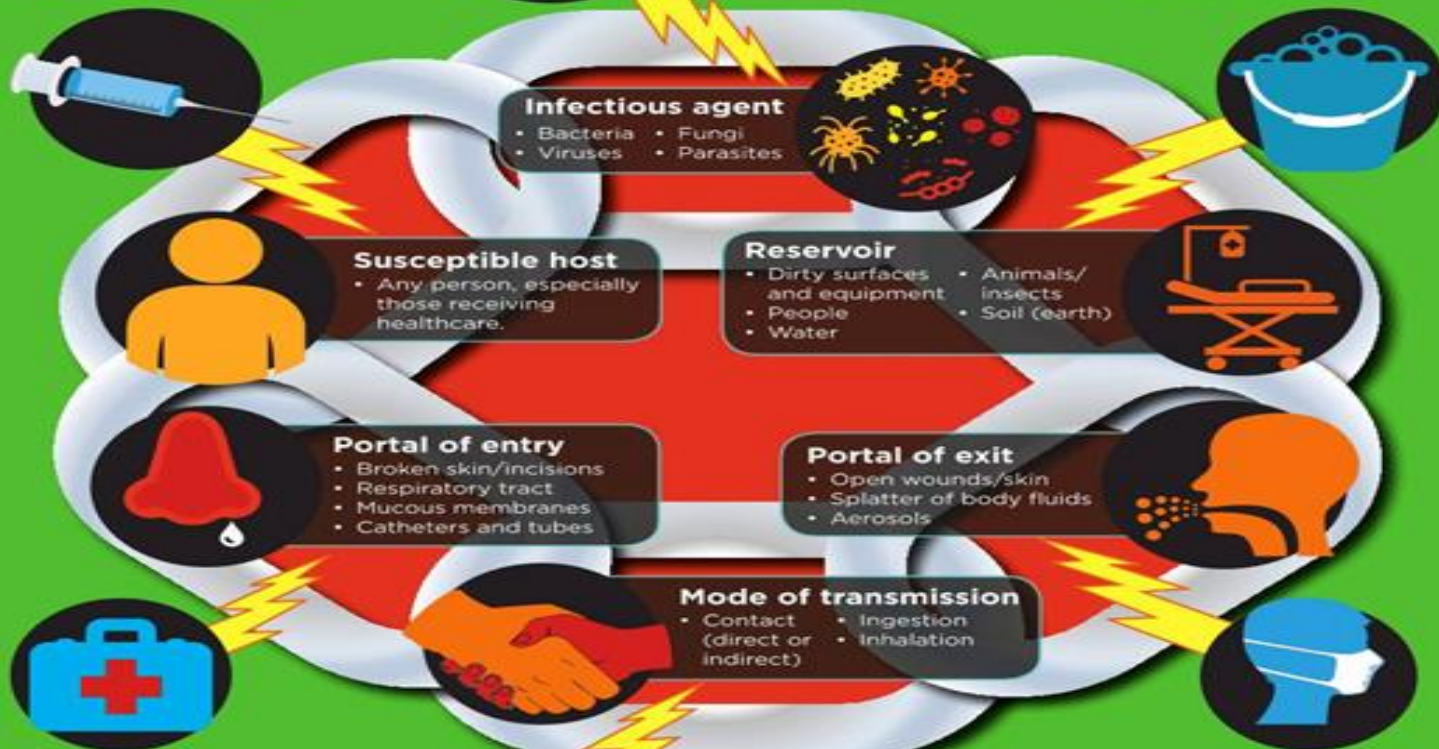 Infectious agent
• Bacteria • Fungi
• Viruses • Parasites
Susceptible host
• Any person, especially
those receiving
healthcare.
Reservoir
• Dirty surfaces • Animals/
and equipment insects
• People • Soil (earth)
• Water
Portal of entry
• Broken skin/incisions
• Respiratory tract
• Mucous membranes
• Catheters and tubes
Portal of exit
• Open wounds/skin
• Splatter of body fluids
• Aerosols
Mode of transmission
• Contact • Ingestion
(direct or • Inhalation
indirect)